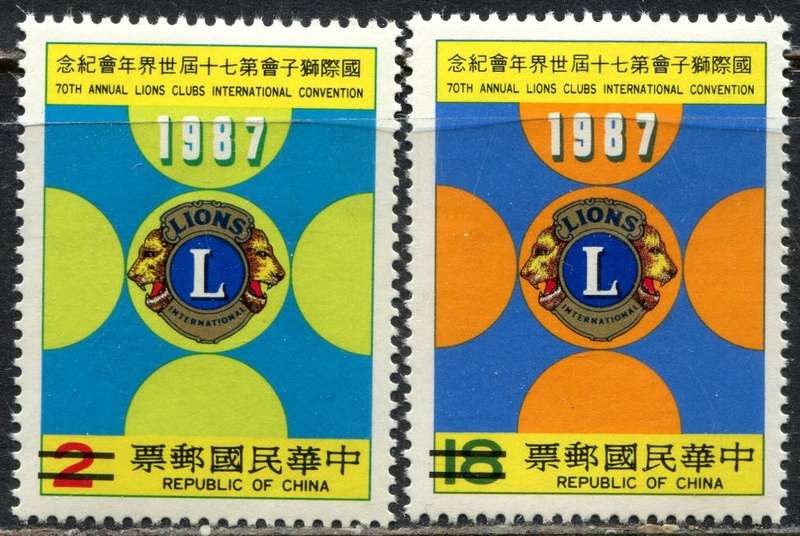 國際獅子會第七十屆世界年會紀念
70TH ANNUAL LIONS CLUBS INTERNATIONAL CONVENTION
1987
LIONS
L
INTERNATIONAL
2
中華民國郵票
REPUBLIC OF CHINA
國際獅子會第七十屆世界年會紀念
70TH ANNUAL LIONS CLUBS INTERNATIONAL CONVENTION
1987
LIONS
L
INTERNATIONAL
18
中華民國郵票
REPUBLIC OF CHINA